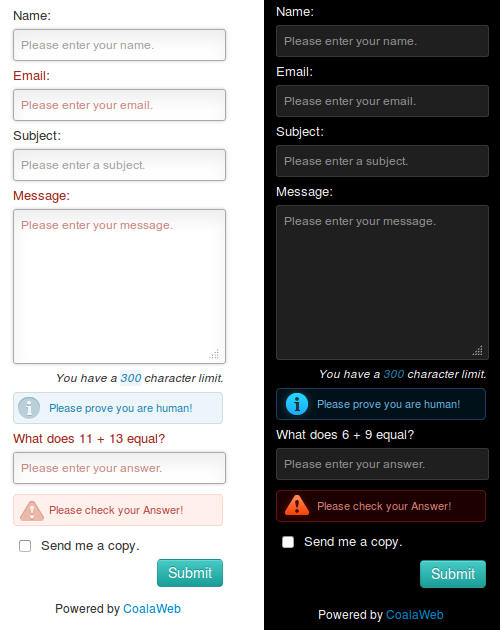 Name:
Please enter your name.
Email:
Please enter your email.
Subject:
Please enter a subject.
Message:
Please enter your message.
You have a 300 character limit.
Please prove you are human!
What does 11 + 13 equal?
Please enter your answer.
Please check your Answer!
Send me a copy.
Submit
Powered by CoalaWeb
Name:
Please enter your name.
Email:
Please enter your email.
Subject:
Please enter a subject.
Message:
Please enter your message.
You have a 300 character limit.
Please prove you are human!
What does 6 + 9 equal?
Please enter your answer.
Please check your Answer!
Send me a copy.
Submit
Powered by CoalaWeb